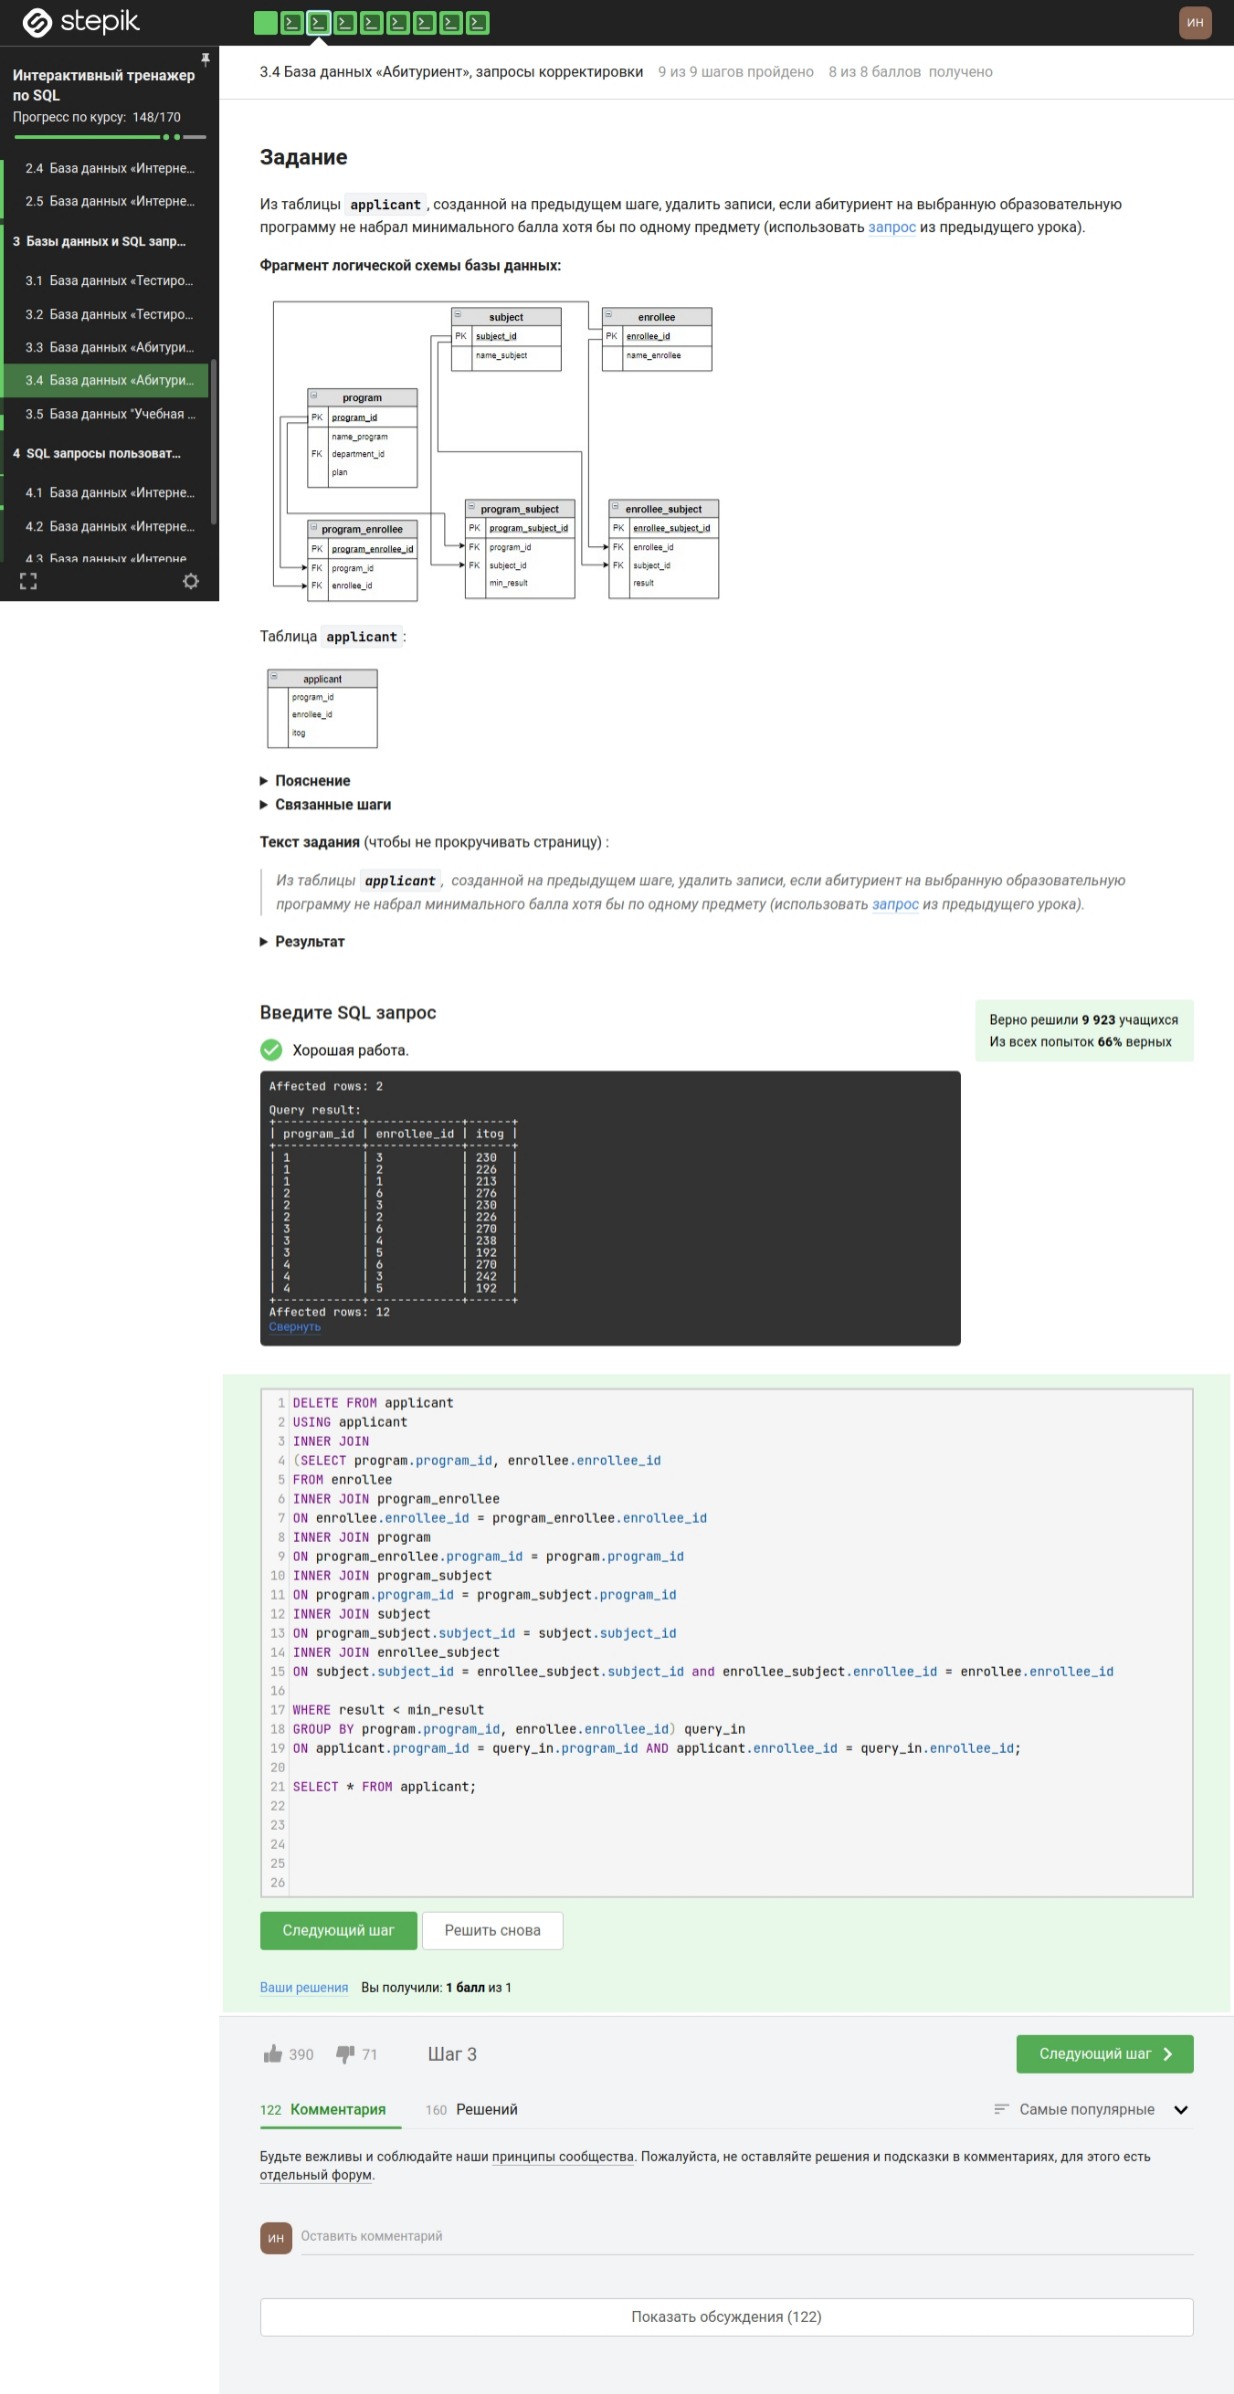 stepik
ИН
Интерактивный тренажер
по SQL
Прогресс по курсу: 148/170
2.4 База данных «Интерне...
2.5 База данных «Интерне...
3 Базы данных и SQL запр...
3.1 База данных «Тестиро...
3.2 База данных «Тестиро...
3.3 База данных «Абитури...
3.4 База данных «Абитури...
3.5 База данных "Учебная ...
4 SQL запросы пользоват...
4.1 База данных «Интерне...
4.2 База данных «Интерне...
4.3 База данных «Интерне
3.4 База данных «Абитуриент», запросы корректировки 9 из 9 шагов пройдено 8 из 8 баллов получено
Задание
Из таблицы applicant, созданной на предыдущем шаге, удалить записи, если абитуриент на выбранную образовательную
программу не набрал минимального балла хотя бы по одному предмету (использовать запрос из предыдущего урока).
Фрагмент логической схемы базы данных:
subject
PK subject_id
name_subject
enrollee
PK enrollee_id
name_enrollee
program
PK program_id
name_program
FK department_id
plan
program_enrollee
PK program_enrollee_id
FK program_id
FK enrollee_id
program_subject
PK program_subject_id
FK program_id
FK subject_id
min_result
enrollee_subject
PK enrollee_subject_id
FK enrollee_id
FK subject_id
result
Таблица applicant :
applicant
program_id
enrollee_id
itog
Пояснение
Связанные шаги
Текст задания (чтобы не прокручивать страницу) :
Из таблицы applicant , созданной на предыдущем шаге, удалить записи, если абитуриент на выбранную образовательную
программу не набрал минимального балла хотя бы по одному предмету (использовать запрос из предыдущего урока).
Результат
Введите SQL запрос
Верно решили 9 923 учащихся
Из всех попыток 66% верных
Хорошая работа.
Affected rows: 2
Query result:
+------------+-------------+------+
| program_id | enrollee_id | itog |
+------------+-------------+------+
| 1 | 3 | 230 |
| 1 | 2 | 226 |
| 1 | 1 | 213 |
| 2 | 6 | 276 |
| 2 | 3 | 230 |
| 2 | 2 | 226 |
| 3 | 6 | 270 |
| 3 | 4 | 238 |
| 3 | 5 | 192 |
| 4 | 6 | 270 |
| 4 | 3 | 242 |
| 4 | 5 | 192 |
+------------+-------------+------+
Affected rows: 12
Свернуть
1 DELETE FROM applicant
2 USING applicant
3 INNER JOIN
4 (SELECT program.program_id, enrollee.enrollee_id
5 FROM enrollee
6 INNER JOIN program_enrollee
7 ON enrollee.enrollee_id = program_enrollee.enrollee_id
8 INNER JOIN program
9 ON program_enrollee.program_id = program.program_id
10 INNER JOIN program_subject
11 ON program.program_id = program_subject.program_id
12 INNER JOIN subject
13 ON program_subject.subject_id = subject.subject_id
14 INNER JOIN enrollee_subject
15 ON subject.subject_id = enrollee_subject.subject_id and enrollee_subject.enrollee_id = enrollee.enrollee_id
16
17 WHERE result < min_result
18 GROUP BY program.program_id, enrollee.enrollee_id) query_in
19 ON applicant.program_id = query_in.program_id AND applicant.enrollee_id = query_in.enrollee_id;
20
21 SELECT * FROM applicant;
22
23
24
25
26
Следующий шаг
Решить снова
Ваши решения Вы получили: 1 балл из 1
390 71 Шаг 3
Следующий шаг
122 Комментария 160 Решений
Самые популярные
Будьте вежливы и соблюдайте наши принципы сообщества. Пожалуйста, не оставляйте решения и подсказки в комментариях, для этого есть
отдельный форум.
ИН
Оставить комментарий
Показать обсуждения (122)